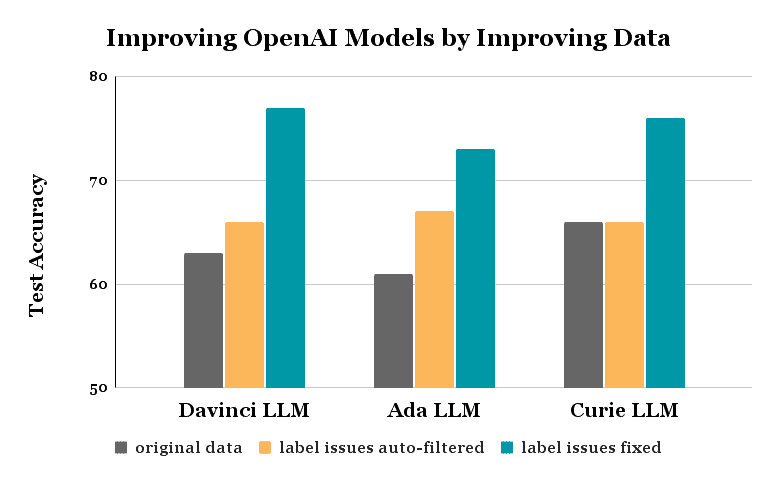 Improving OpenAI Models by Improving Data
Test Accuracy
80
70
60
50
Davinci LLM
Ada LLM
Curie LLM
original data
label issues auto-filtered
label issues fixed